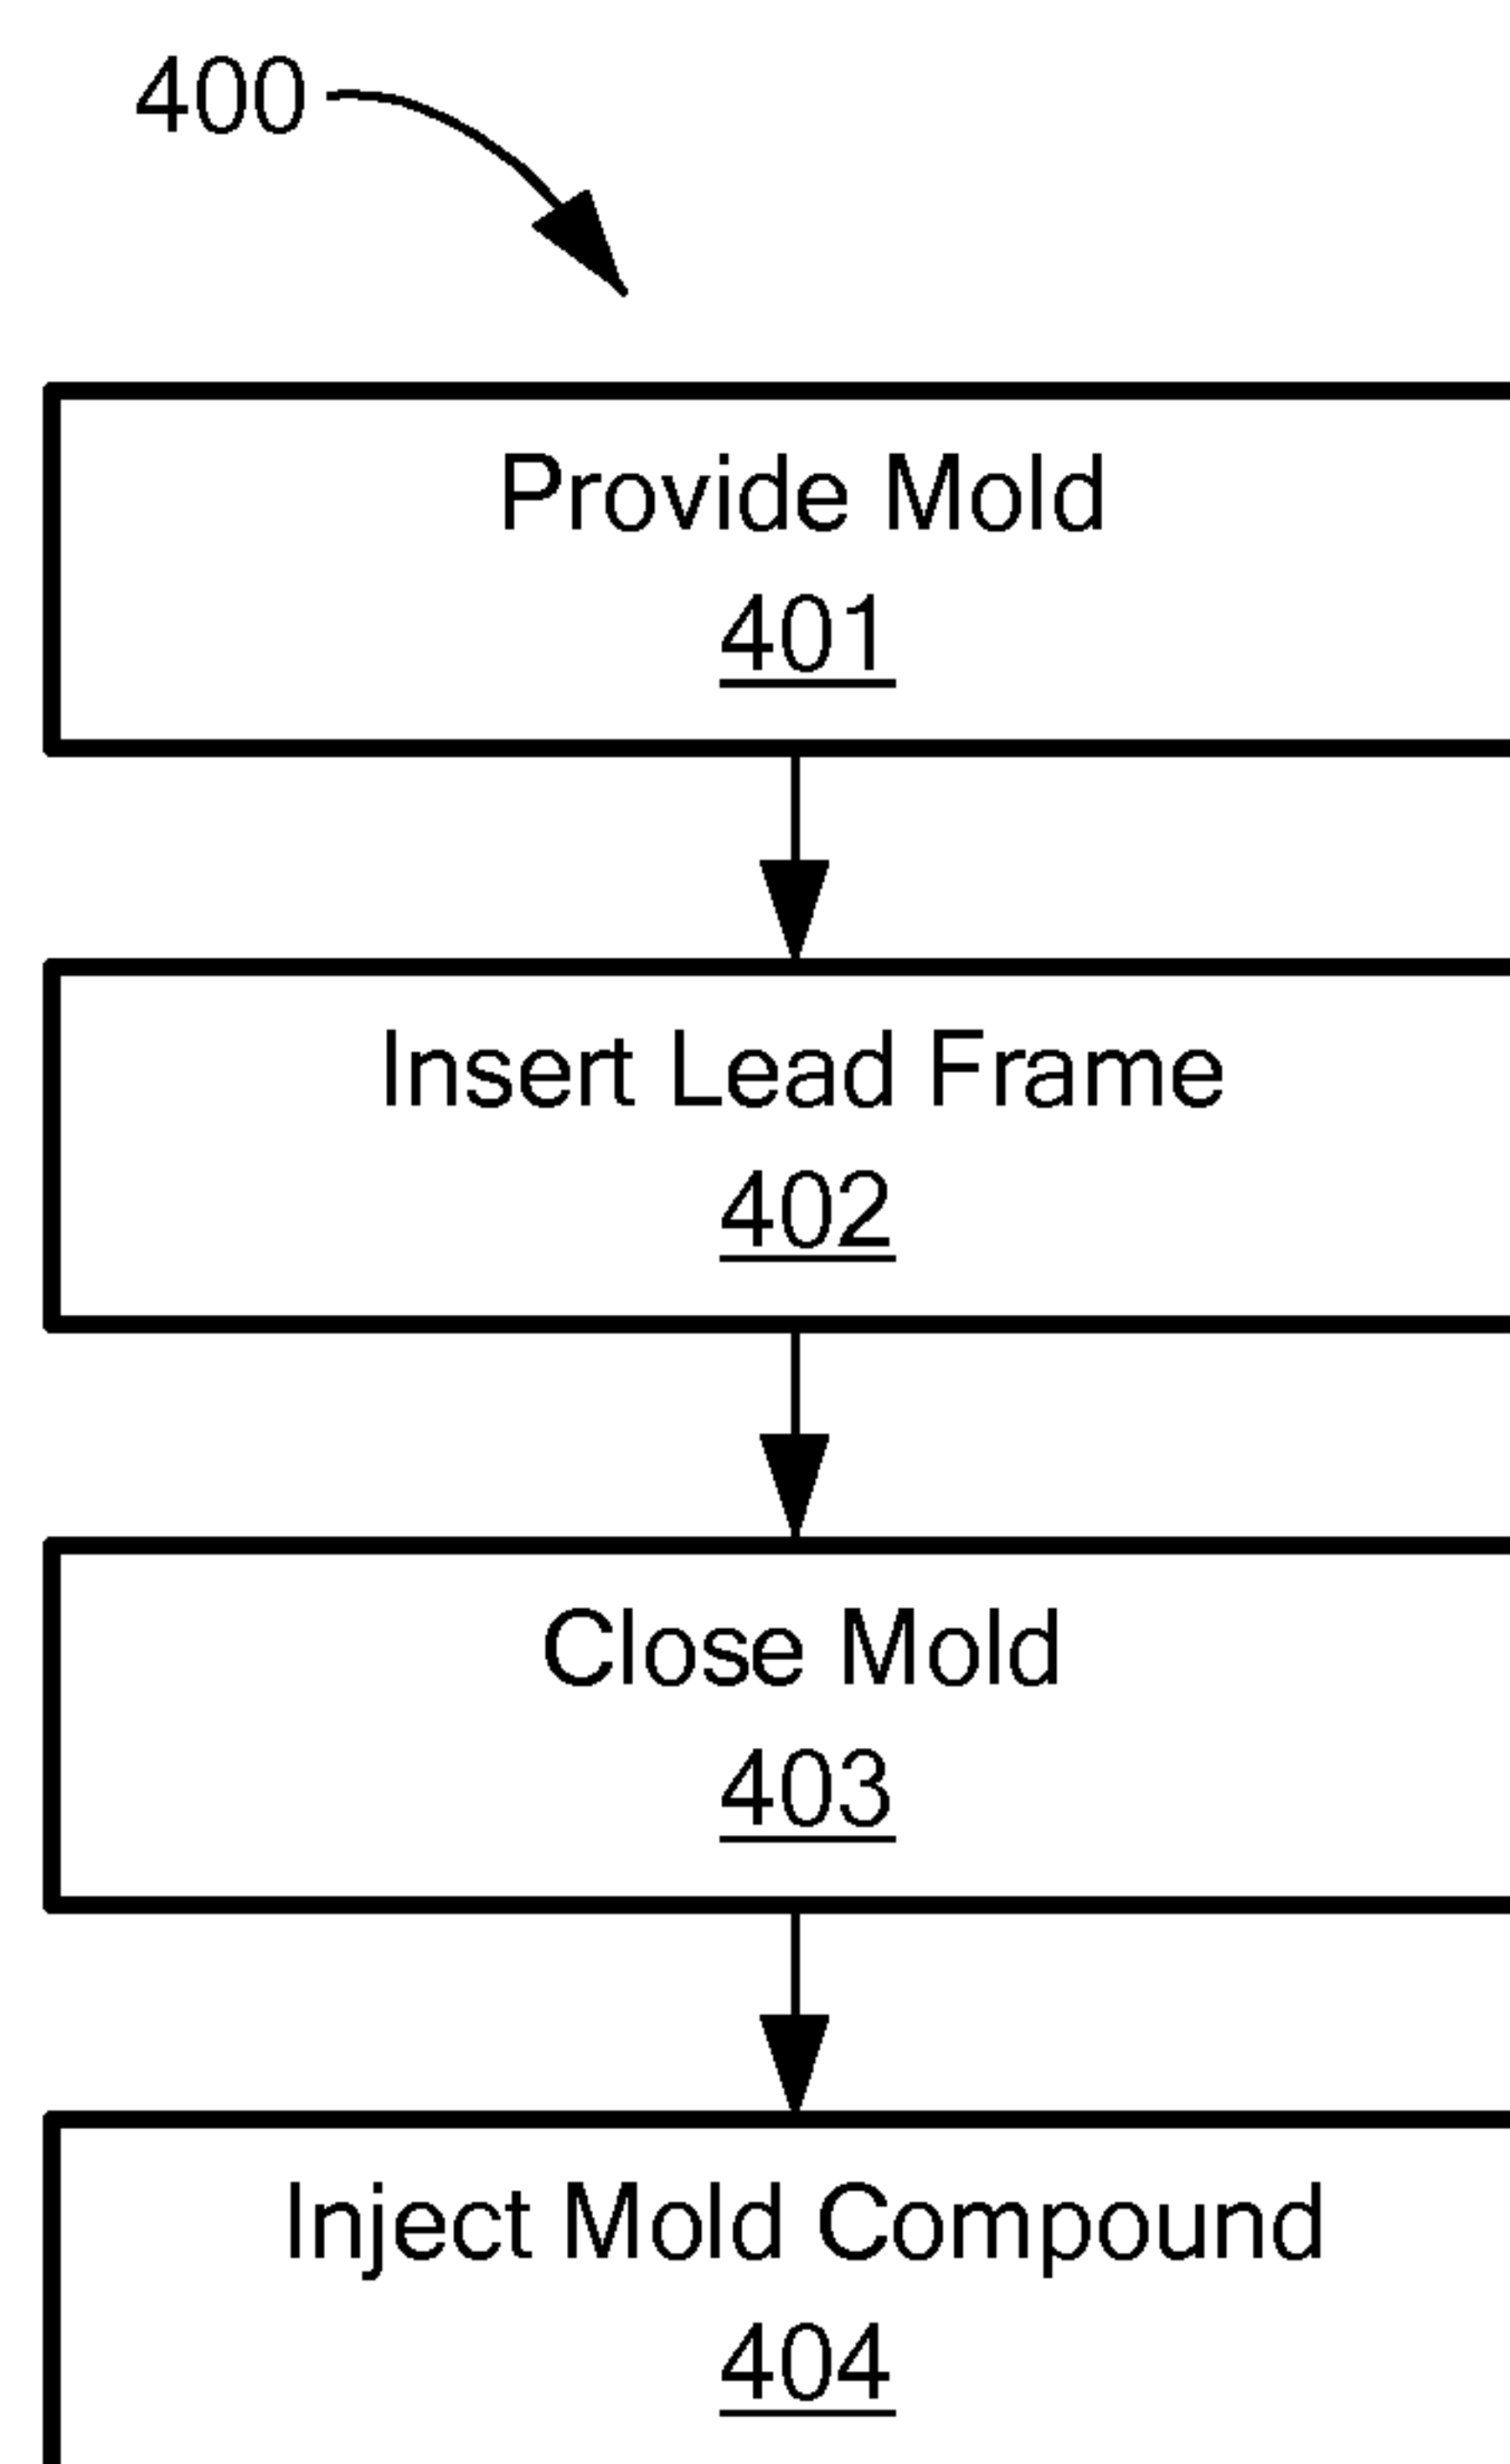 400
Provide Mold
401
Insert Lead Frame
402
Close Mold
403
Inject Mold Compound
404